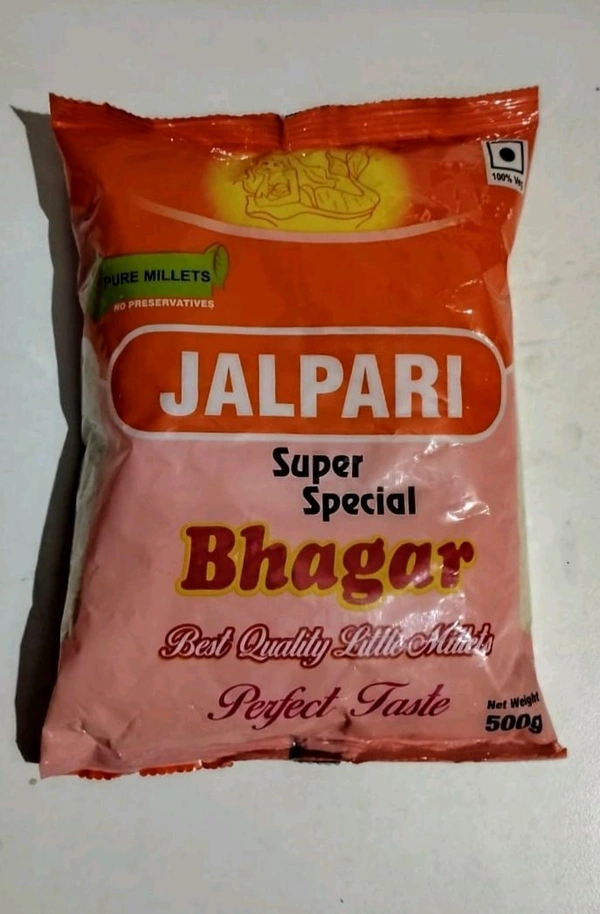 100% Veg
PURE MILLETS
NO PRESERVATIVES
JALPARI
Super
Special
Bhagar
Best Quality Little Millets
Perfect Taste
Net Weight
500g